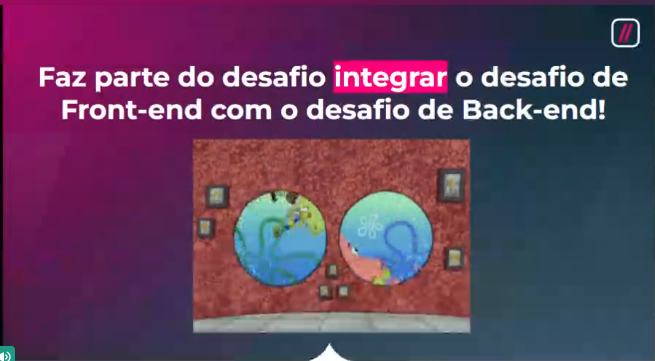 Faz parte do desafio integrar o desafio de
Front-end com o desafio de Back-end!